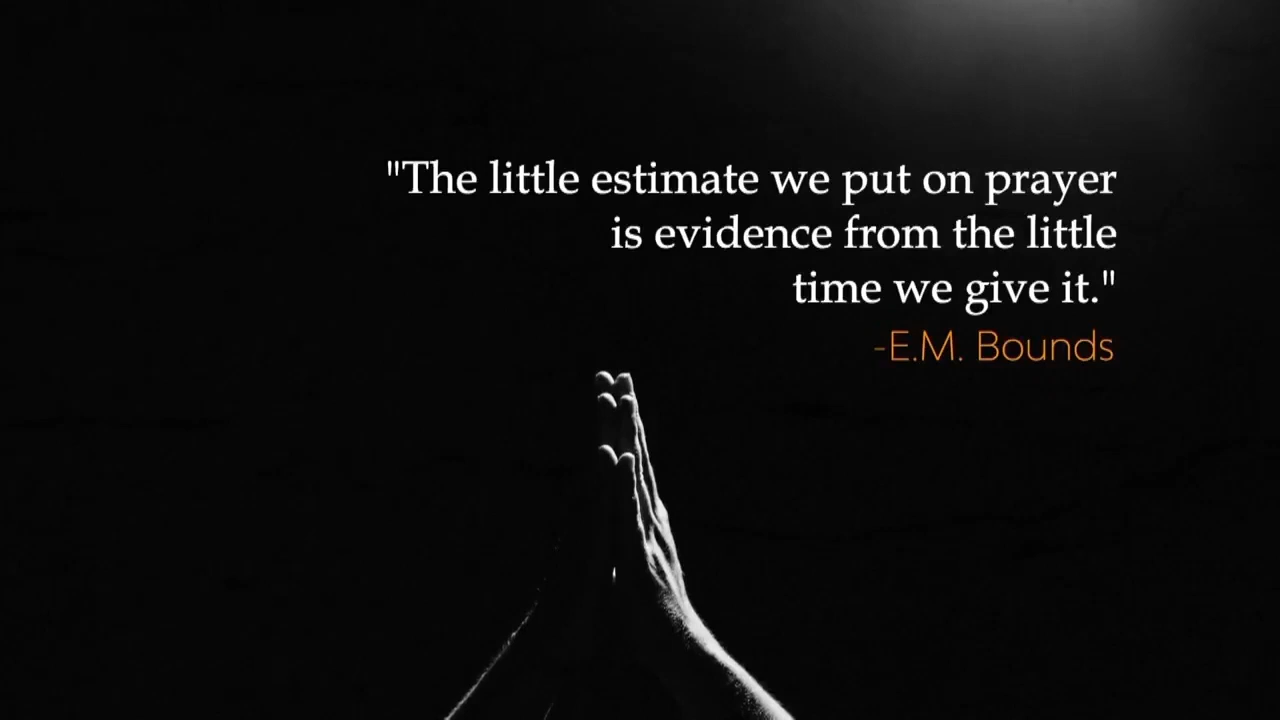 "The little estimate we put on prayer
is evidence from the little
time we give it."
-E.M. Bounds